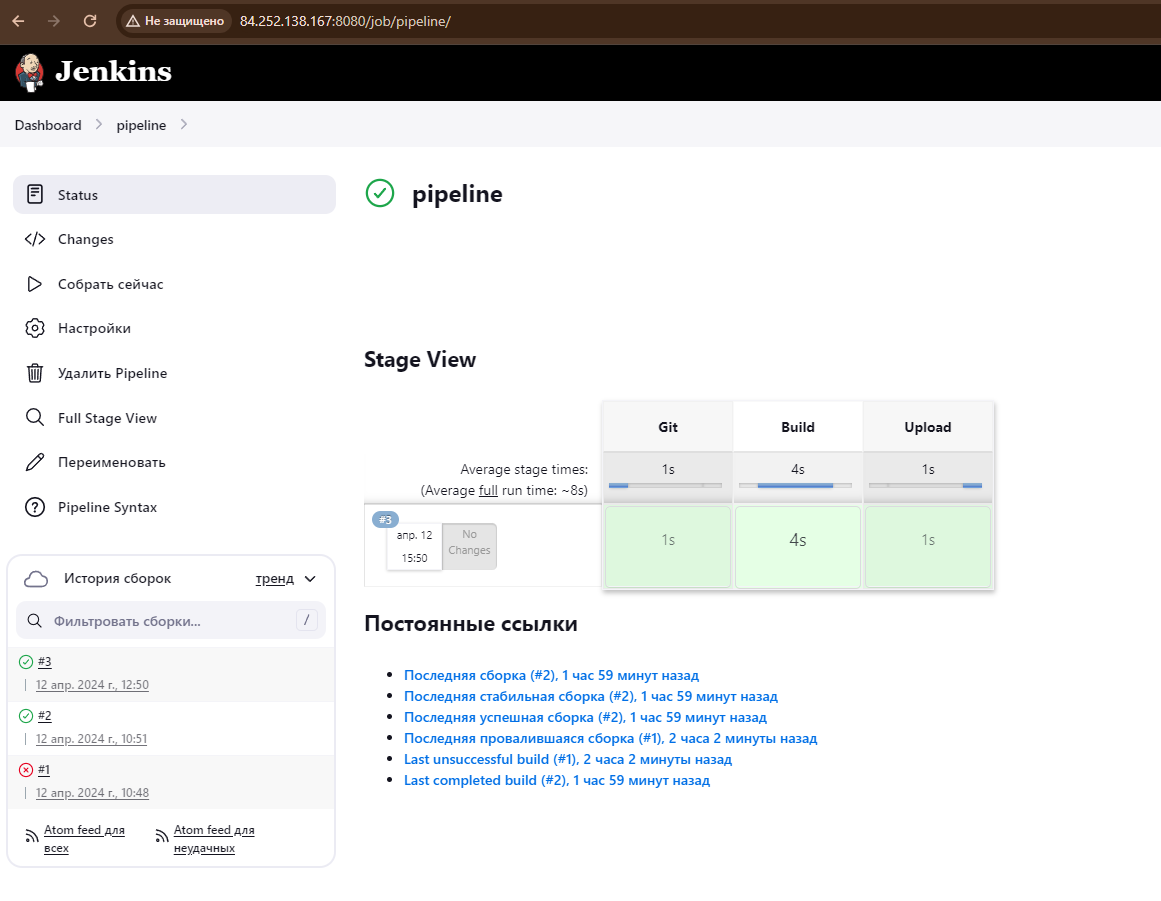 Не защищено 84.252.138.167:8080/job/pipeline/
Jenkins
Dashboard pipeline
Status
Changes
Собрать сейчас
Настройки
Удалить Pipeline
Full Stage View
Переименовать
Pipeline Syntax
История сборок тренд
Фильтровать сборки... /
#3
12 апр. 2024 г., 12:50
#2
12 апр. 2024 г., 10:51
#1
12 апр. 2024 г., 10:48
Atom feed для
всех
Atom feed для
неудачных
pipeline
Stage View
Git Build Upload
Average stage times:
(Average full run time: ~8s)
1s 4s 1s
#3
апр. 12
15:50
No
Changes
1s 4s 1s
Постоянные ссылки
Последняя сборка (#2), 1 час 59 минут назад
Последняя стабильная сборка (#2), 1 час 59 минут назад
Последняя успешная сборка (#2), 1 час 59 минут назад
Последняя провалившаяся сборка (#1), 2 часа 2 минуты назад
Last unsuccessful build (#1), 2 часа 2 минуты назад
Last completed build (#2), 1 час 59 минут назад